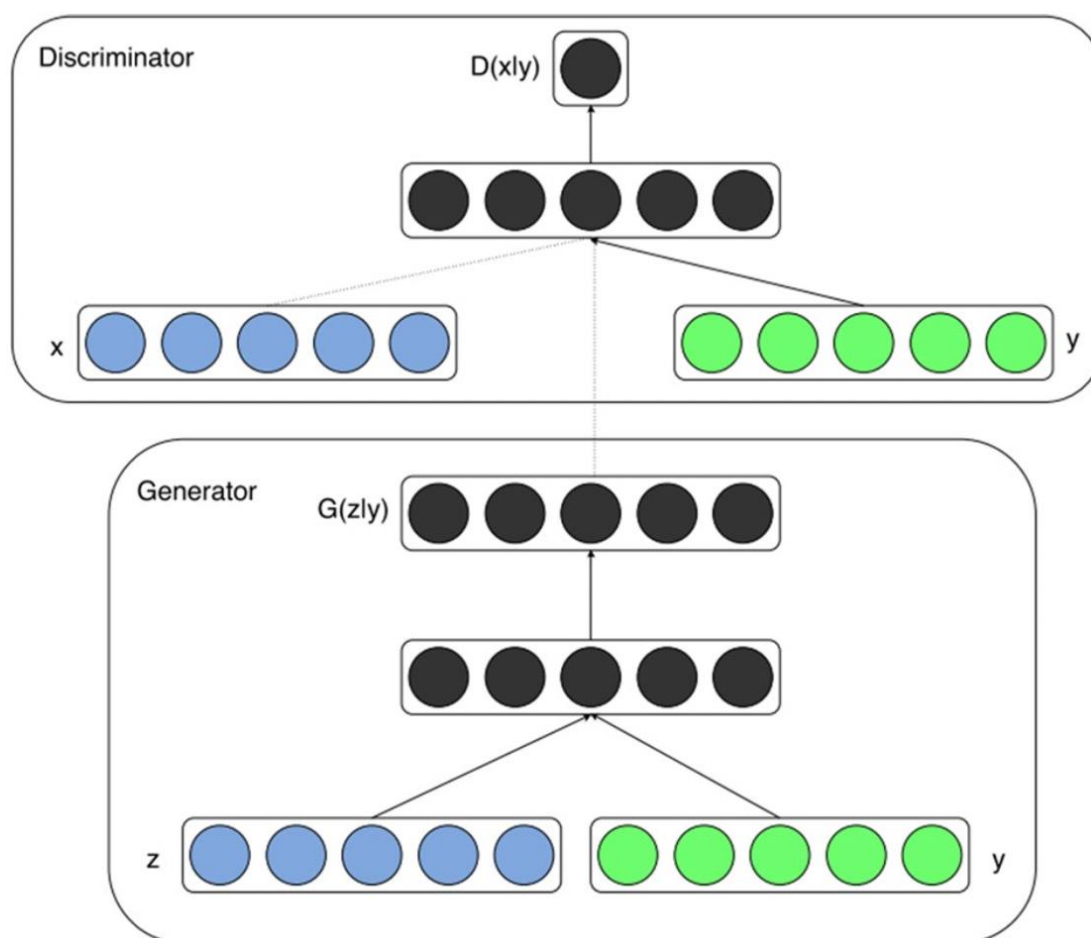 Discriminator
D(x|y)
x
y
Generator
G(z|y)
z
y